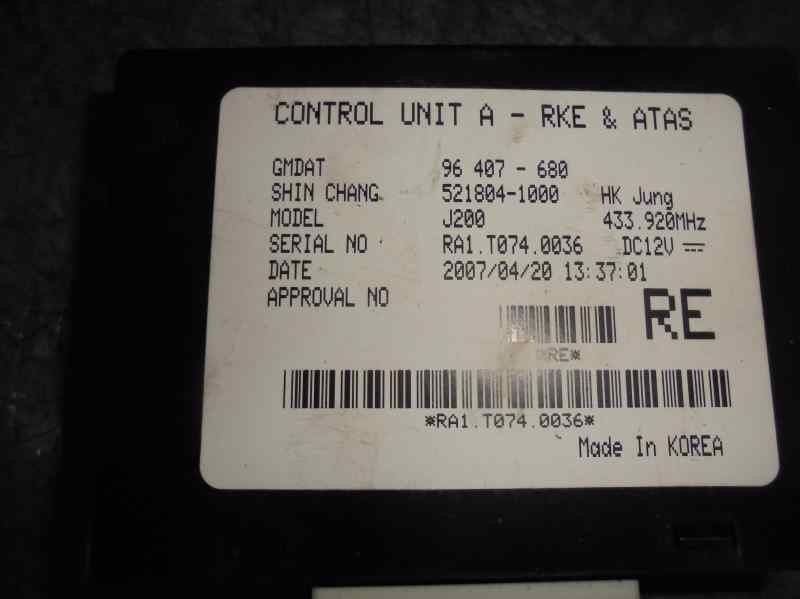 CONTROL UNIT A - RKE & ATAS
GMDAT 96 407 - 680
SHIN CHANG 521804-1000 HK Jung
MODEL J200 433.920MHz
SERIAL NO RA1.T074.0036 DC12V
DATE 2007/04/20 13:37:01
APPROVAL NO
RE
*RE*
*RA1.T074.0036*
Made In KOREA